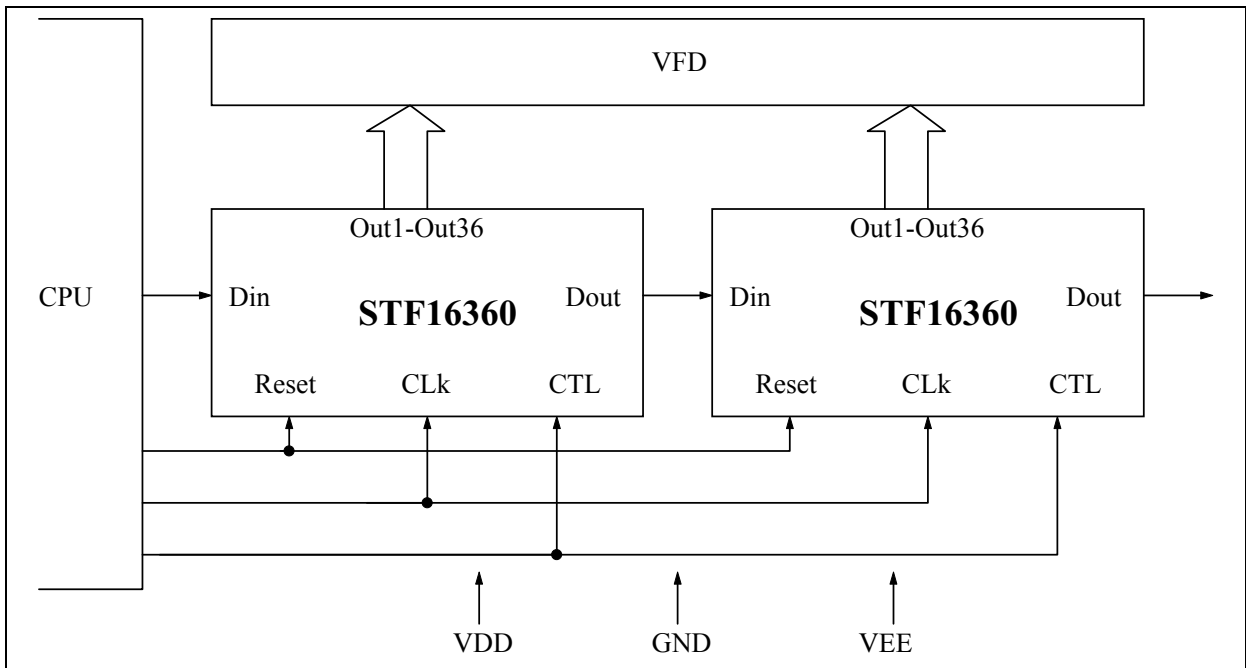 VFD
Out1-Out36
Out1-Out36
CPU
Din
Dout
Din
Dout
STF16360
STF16360
Reset
CLk
CTL
Reset
CLk
CTL
VDD
GND
VEE